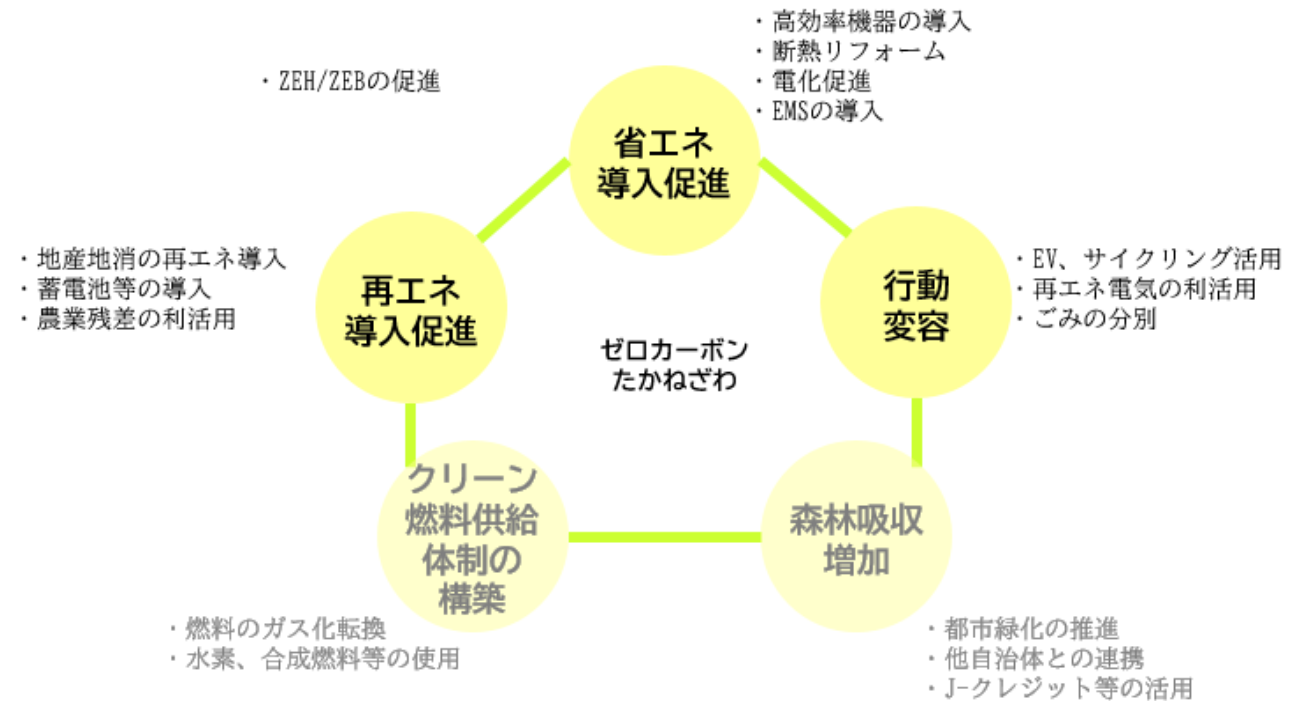 ・高効率機器の導入
・断熱リフォーム
・電化促進
・EMSの導入
・ZEH/ZEBの促進
省エネ
導入促進
・地産地消の再エネ導入
・蓄電池等の導入
・農業残差の利活用
再エネ
導入促進
行動
変容
・EV、サイクリング活用
・再エネ電気の利活用
・ごみの分別
ゼロカーボン
たかねざわ
クリーン
燃料供給
体制の
構築
森林吸収
増加
・燃料のガス化転換
・水素、合成燃料等の使用
・都市緑化の推進
・他自治体との連携
・J-クレジット等の活用